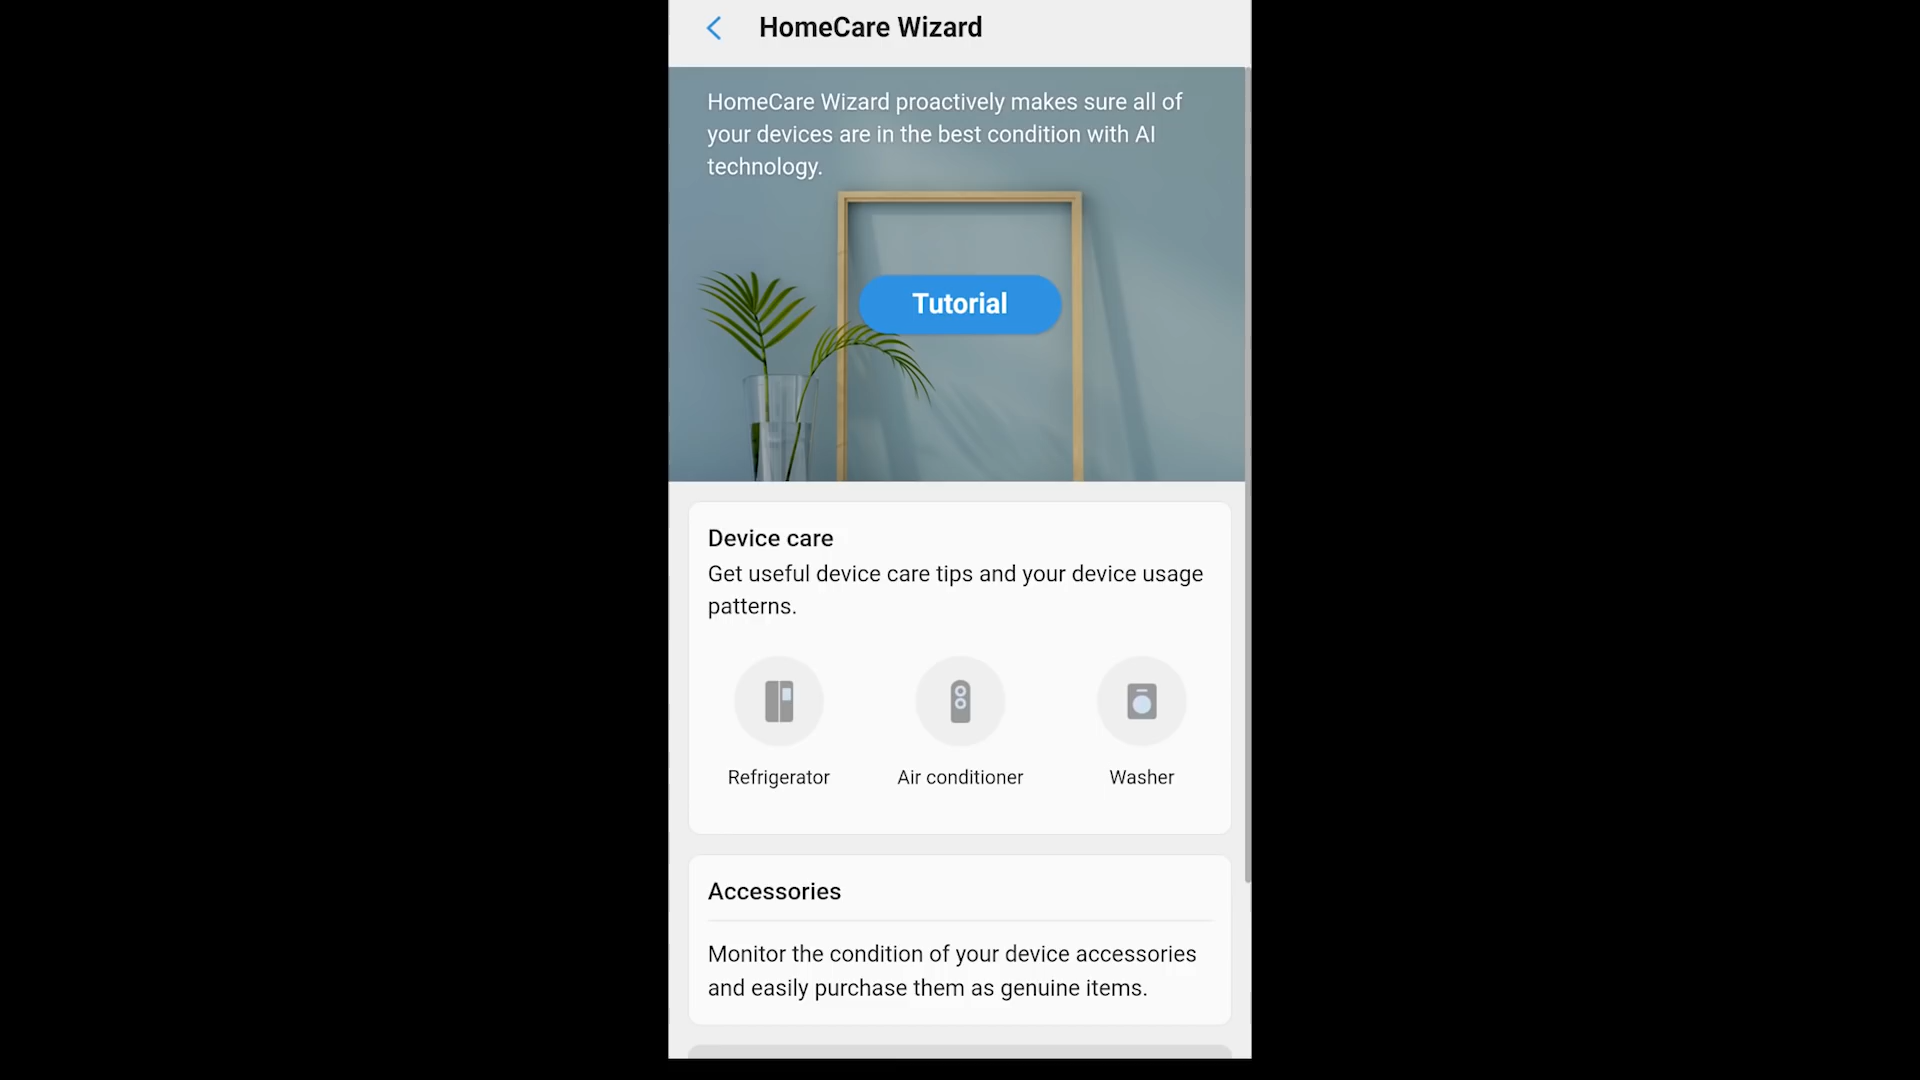 HomeCare Wizard
HomeCare Wizard proactively makes sure all of
your devices are in the best condition with AI
technology.
Tutorial
Device care
Get useful device care tips and your device usage
patterns.
Refrigerator
Air conditioner
Washer
Accessories
Monitor the condition of your device accessories
and easily purchase them as genuine items.